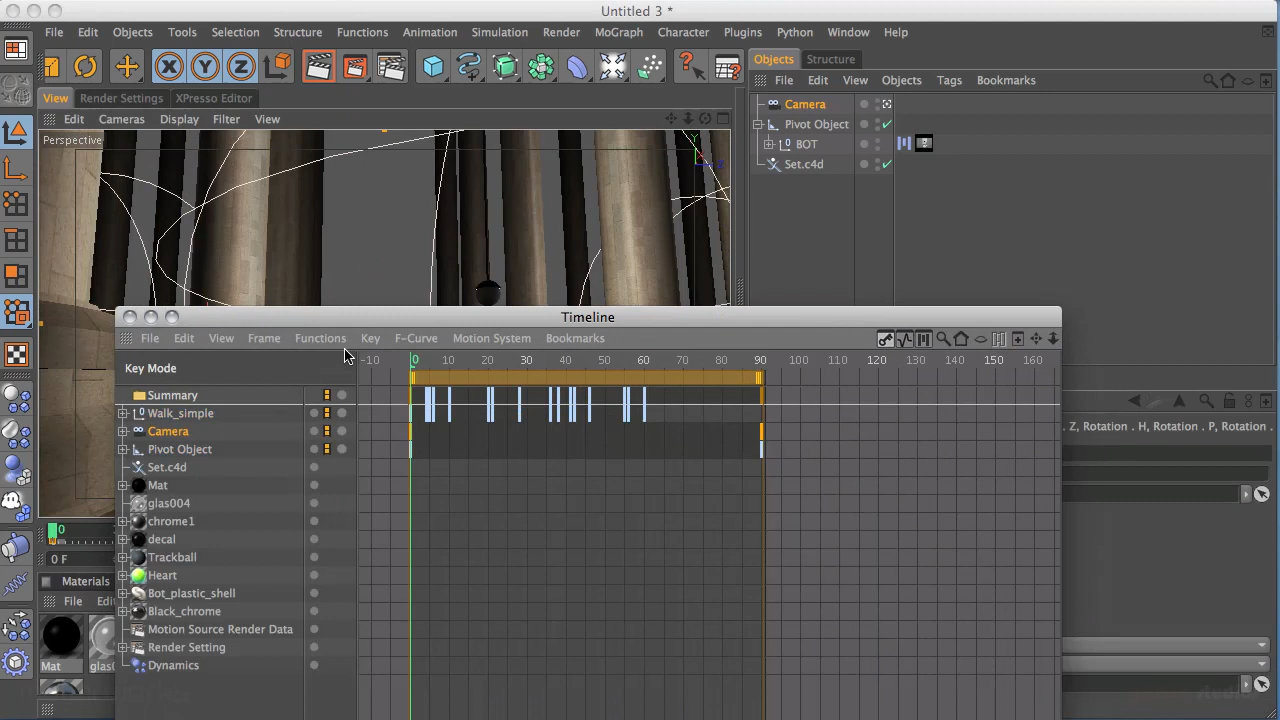 Untitled 3 *
File Edit Objects Tools Selection Structure Functions Animation Simulation Render MoGraph Character Plugins Python Window Help
X Y Z
Objects Structure
File Edit View Objects Tags Bookmarks
View Render Settings XPresso Editor
Edit Cameras Display Filter View
Perspective
Y
Camera
Pivot Object
BOT
Set.c4d
Timeline
File Edit View Frame Functions Key F-Curve Motion System Bookmarks
-10 0 10 20 30 40 50 60 70 80 90 100 110 120 130 140 150 160
Key Mode
Summary
Walk_simple
Camera
Pivot Object
Set.c4d
Mat
glas004
chrome1
decal
Trackball
Heart
Bot_plastic_shell
Black_chrome
Motion Source Render Data
Render Setting
Dynamics
. Z, Rotation . H, Rotation . P, Rotation .
0
0 F
Materials
File Edi
Mat glas0